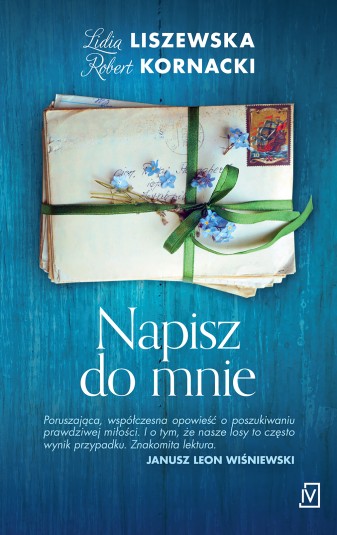 Lidia LISZEWSKA
Robert KORNACKI
Napisz
do mnie
Poruszająca, współczesna opowieść o poszukiwaniu
prawdziwej miłości. I o tym, że nasze losy to często
wynik przypadku. Znakomita lektura.
JANUSZ LEON WIŚNIEWSKI